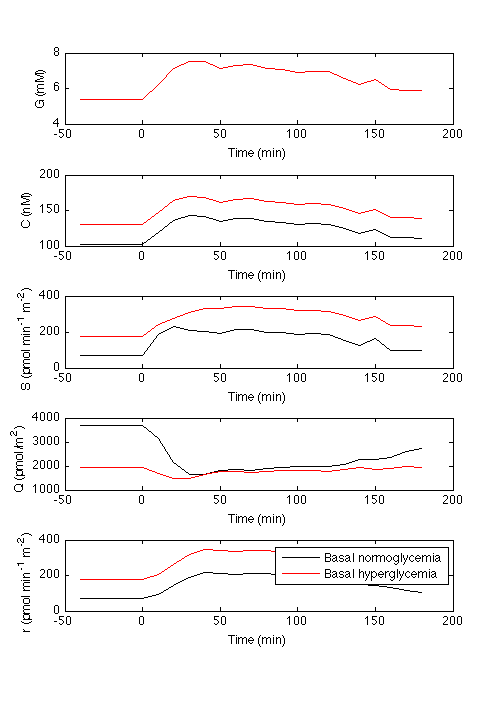 8
6
4
G (mM)
-50 0 50 100 150 200
Time (min)
200
150
100
C (nM)
-50 0 50 100 150 200
Time (min)
400
200
0
S (pmol min-1 m-2)
-50 0 50 100 150 200
Time (min)
4000
3000
2000
1000
Q (pmol/m2)
-50 0 50 100 150 200
Time (min)
400
200
0
r (pmol min-1 m-2)
Basal normoglycemia
Basal hyperglycemia
-50 0 50 100 150 200
Time (min)